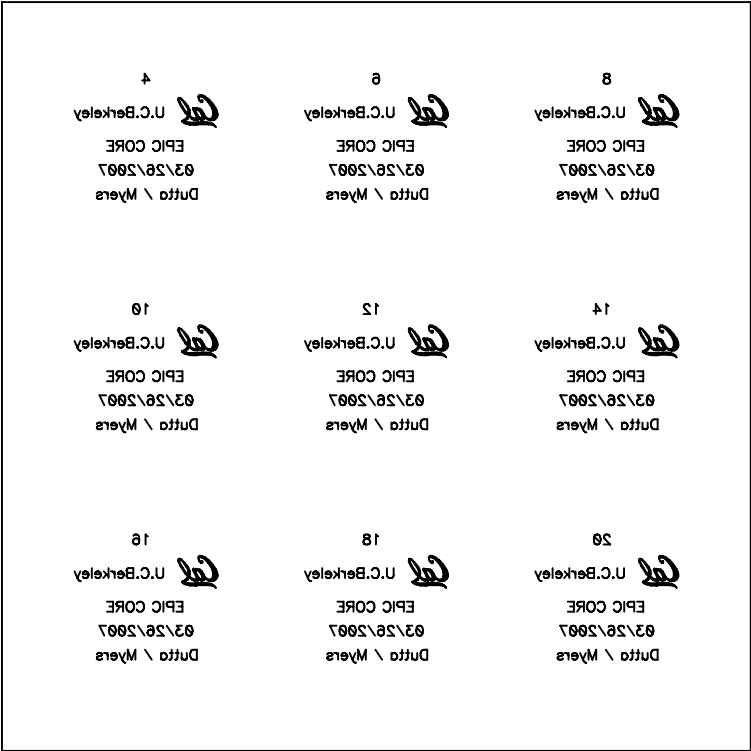 4
Cal U.C.Berkeley
EPIC CORE
03/26/2007
Dutta / Myers
6
Cal U.C.Berkeley
EPIC CORE
03/26/2007
Dutta / Myers
8
Cal U.C.Berkeley
EPIC CORE
03/26/2007
Dutta / Myers
10
Cal U.C.Berkeley
EPIC CORE
03/26/2007
Dutta / Myers
12
Cal U.C.Berkeley
EPIC CORE
03/26/2007
Dutta / Myers
14
Cal U.C.Berkeley
EPIC CORE
03/26/2007
Dutta / Myers
16
Cal U.C.Berkeley
EPIC CORE
03/26/2007
Dutta / Myers
18
Cal U.C.Berkeley
EPIC CORE
03/26/2007
Dutta / Myers
20
Cal U.C.Berkeley
EPIC CORE
03/26/2007
Dutta / Myers